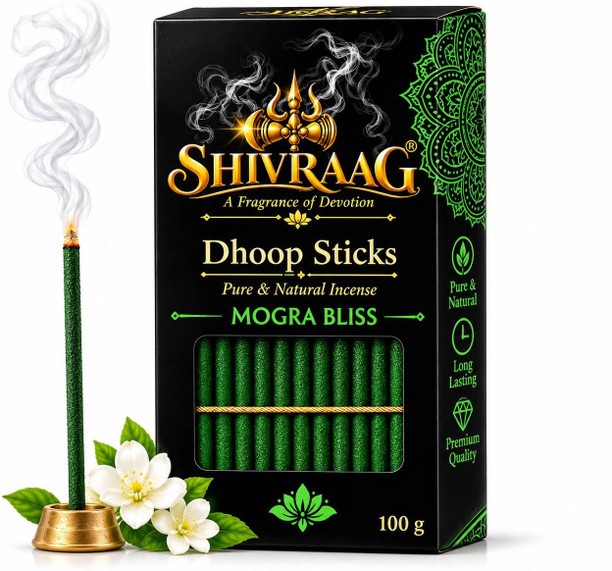 SHIVRAAG®
A Fragrance of Devotion
Dhoop Sticks
Pure & Natural Incense
MOGRA BLISS
100 g
Pure &
Natural
Long
Lasting
Premium
Quality